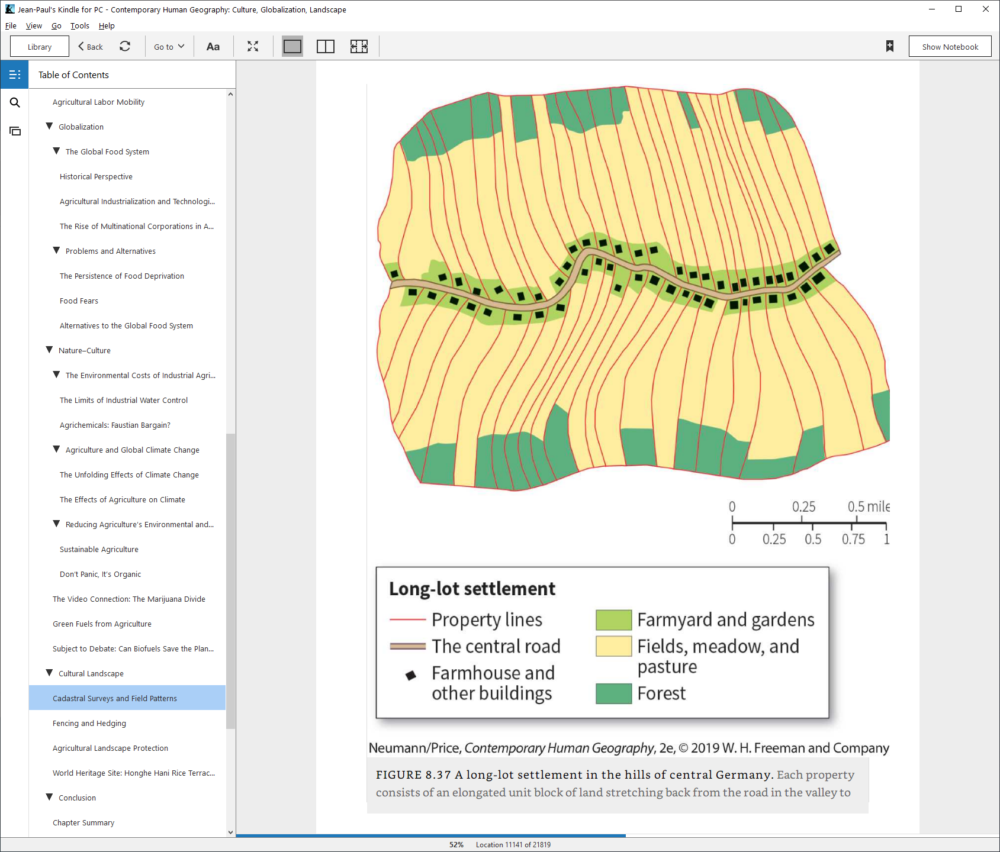 Jean-Paul's Kindle for PC - Contemporary Human Geography: Culture, Globalization, Landscape
File View Go Tools Help
Library Back Go to Aa Show Notebook
Table of Contents
Agricultural Labor Mobility
Globalization
The Global Food System
Historical Perspective
Agricultural Industrialization and Technologi...
The Rise of Multinational Corporations in A...
Problems and Alternatives
The Persistence of Food Deprivation
Food Fears
Alternatives to the Global Food System
Nature–Culture
The Environmental Costs of Industrial Agri...
The Limits of Industrial Water Control
Agrichemicals: Faustian Bargain?
Agriculture and Global Climate Change
The Unfolding Effects of Climate Change
The Effects of Agriculture on Climate
Reducing Agriculture's Environmental and...
Sustainable Agriculture
Don't Panic, It's Organic
The Video Connection: The Marijuana Divide
Green Fuels from Agriculture
Subject to Debate: Can Biofuels Save the Plan...
Cultural Landscape
Cadastral Surveys and Field Patterns
Fencing and Hedging
Agricultural Landscape Protection
World Heritage Site: Honghe Hani Rice Terrac...
Conclusion
Chapter Summary
0 0.25 0.5 mile
0 0.25 0.5 0.75 1
Long-lot settlement
Property lines
The central road
Farmhouse and
other buildings
Farmyard and gardens
Fields, meadow, and
pasture
Forest
Neumann/Price, Contemporary Human Geography, 2e, © 2019 W. H. Freeman and Company
FIGURE 8.37 A long-lot settlement in the hills of central Germany. Each property
consists of an elongated unit block of land stretching back from the road in the valley to
52% Location 11141 of 21819